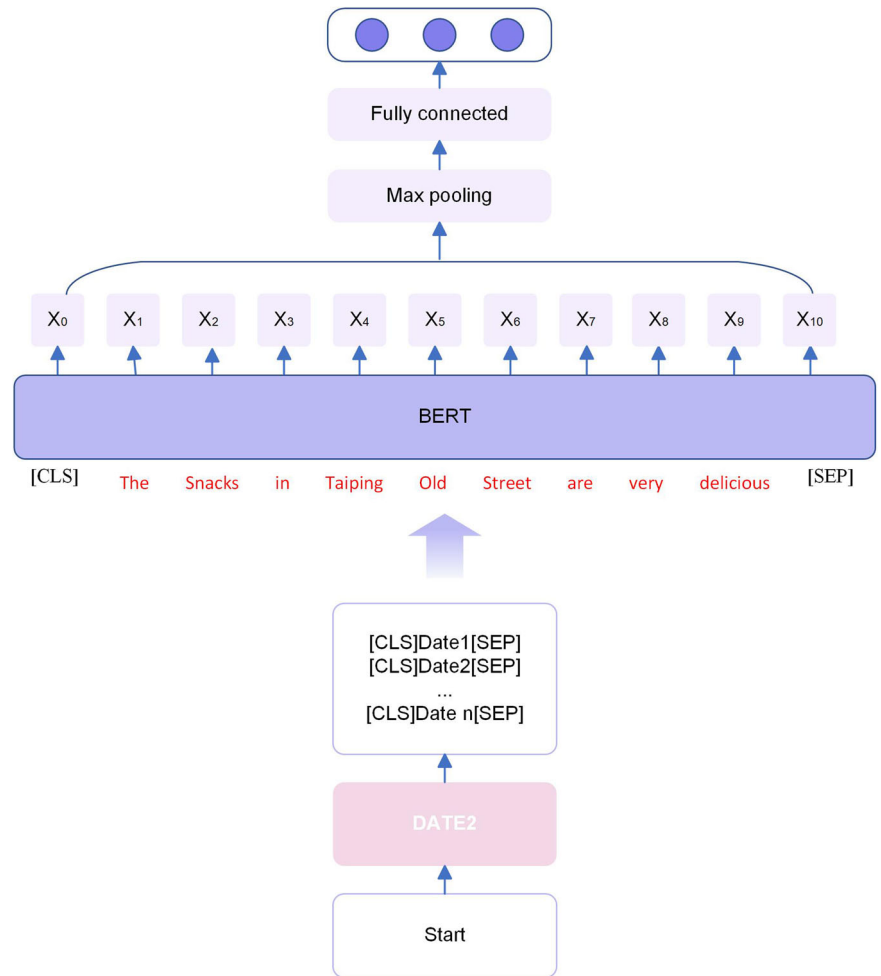 Fully connected
Max pooling
X₀ X₁ X₂ X₃ X₄ X₅ X₆ X₇ X₈ X₉ X₁₀
BERT
[CLS] The Snacks in Taiping Old Street are very delicious [SEP]
[CLS]Date1[SEP]
[CLS]Date2[SEP]
...
[CLS]Date n[SEP]
DATE2
Start